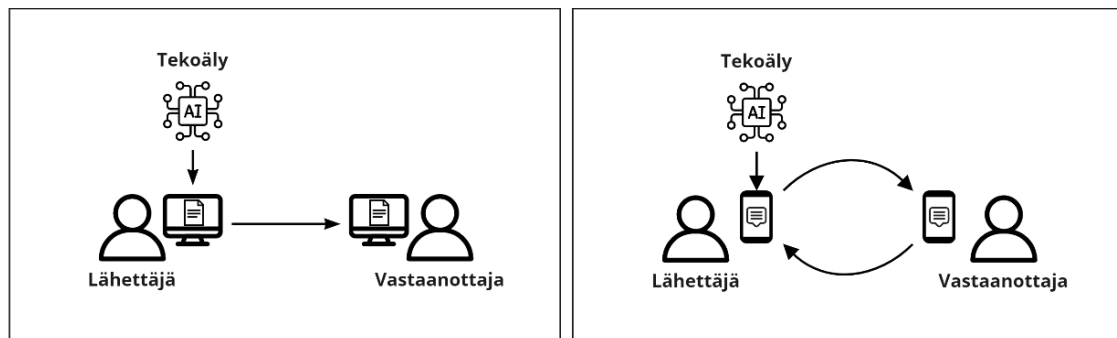 Tekoäly
AI
Lähettäjä
Vastaanottaja
Tekoäly
AI
Lähettäjä
Vastaanottaja